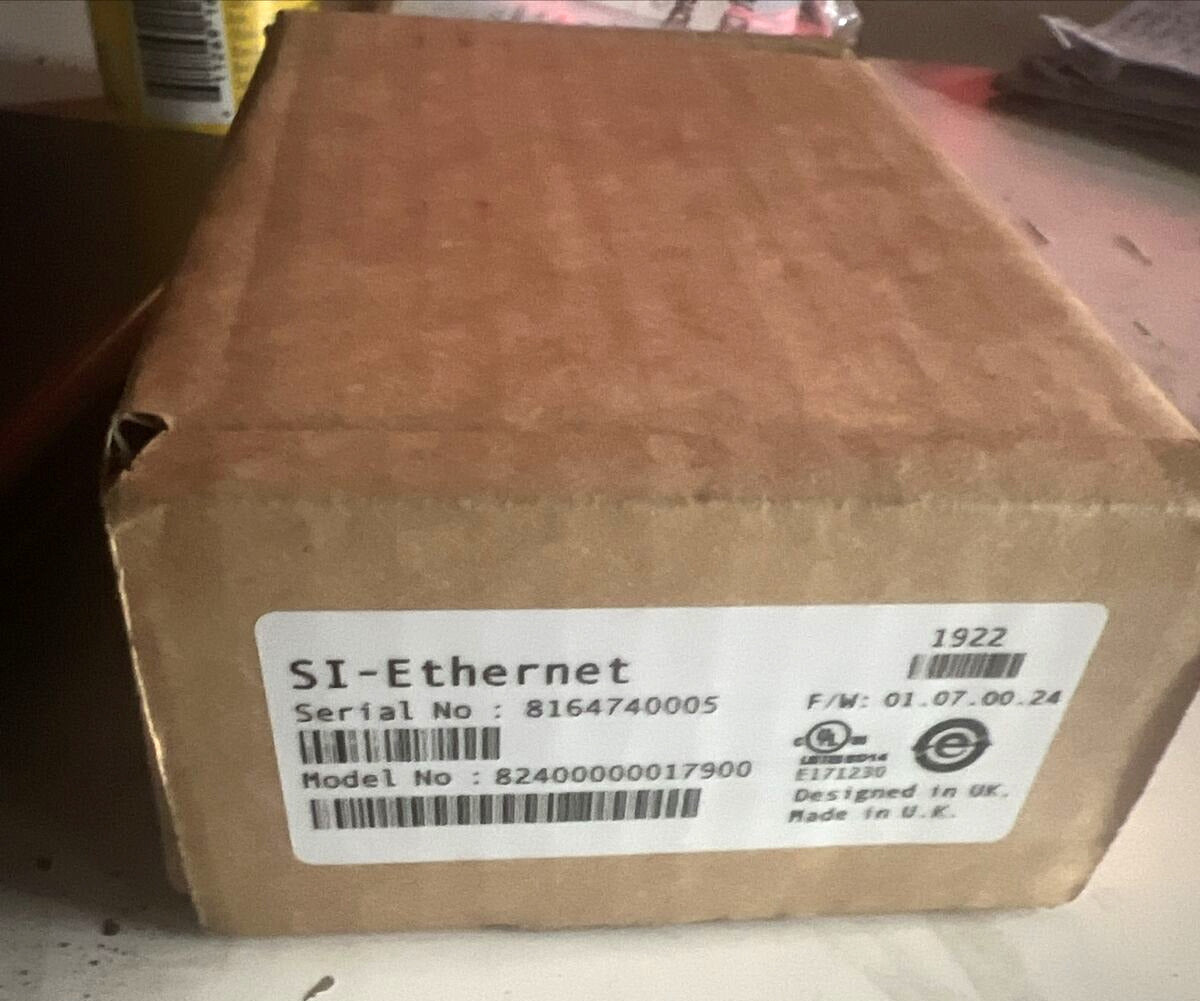 SI-Ethernet
Serial No : 8164740005
Model No : 82400000017900
1922
F/W: 01.07.00.24
UL
E171230
Designed in UK.
Made in U.K.